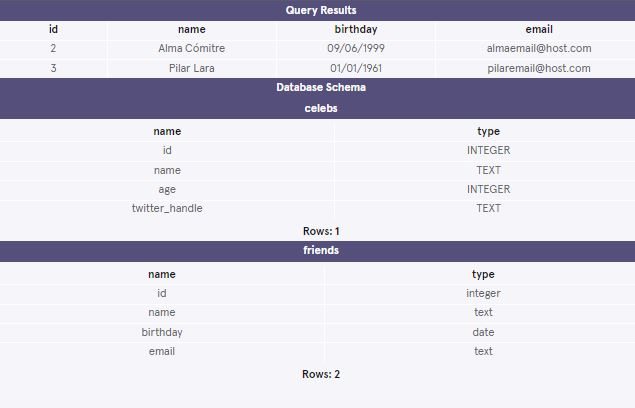 Query Results
id name birthday email
2 Alma Cómitre 09/06/1999 almaemail@host.com
3 Pilar Lara 01/01/1961 pilaremail@host.com
Database Schema
celebs
name type
id INTEGER
name TEXT
age INTEGER
twitter_handle TEXT
Rows: 1
friends
name type
id integer
name text
birthday date
email text
Rows: 2